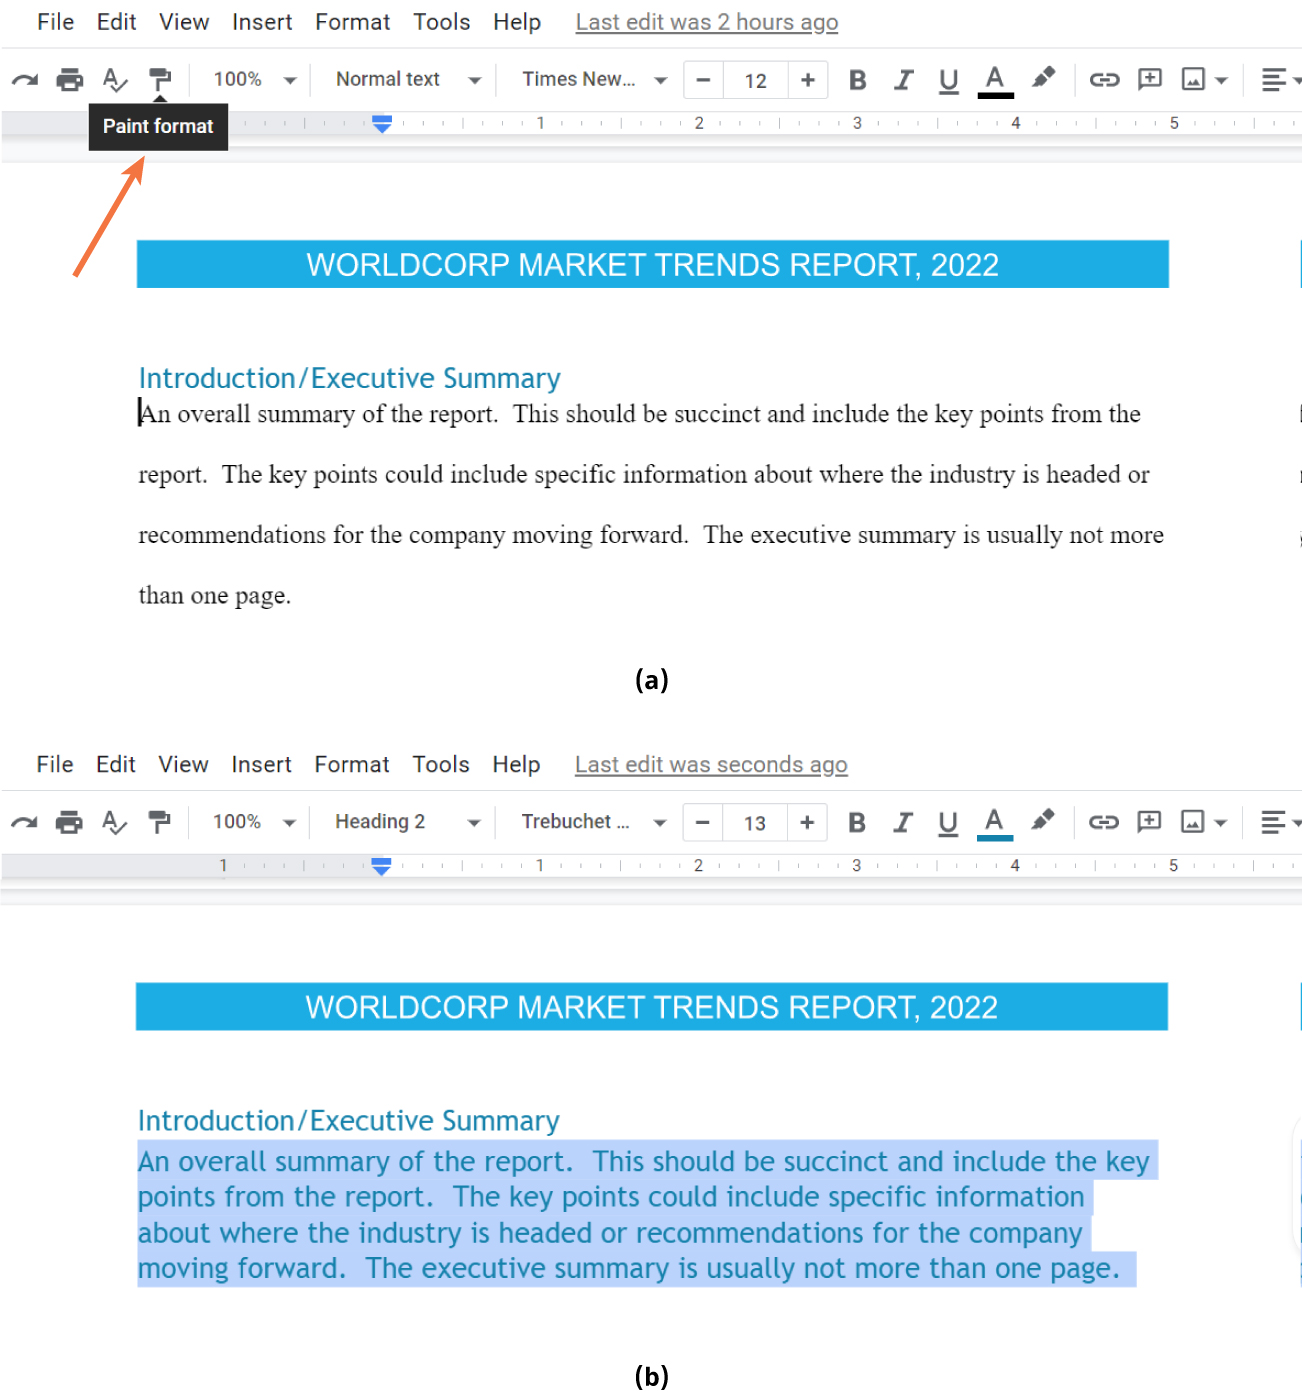 File Edit View Insert Format Tools Help Last edit was 2 hours ago
100% Normal text Times New... − 12 + B I U A
Paint format 1 2 3 4 5
WORLDCORP MARKET TRENDS REPORT, 2022
Introduction/Executive Summary
An overall summary of the report.  This should be succinct and include the key points from the
report.  The key points could include specific information about where the industry is headed or
recommendations for the company moving forward.  The executive summary is usually not more
than one page.
(a)
File Edit View Insert Format Tools Help Last edit was seconds ago
100% Heading 2 Trebuchet ... − 13 + B I U A
1 1 2 3 4 5
WORLDCORP MARKET TRENDS REPORT, 2022
Introduction/Executive Summary
An overall summary of the report.  This should be succinct and include the key
points from the report.  The key points could include specific information
about where the industry is headed or recommendations for the company
moving forward.  The executive summary is usually not more than one page.
(b)